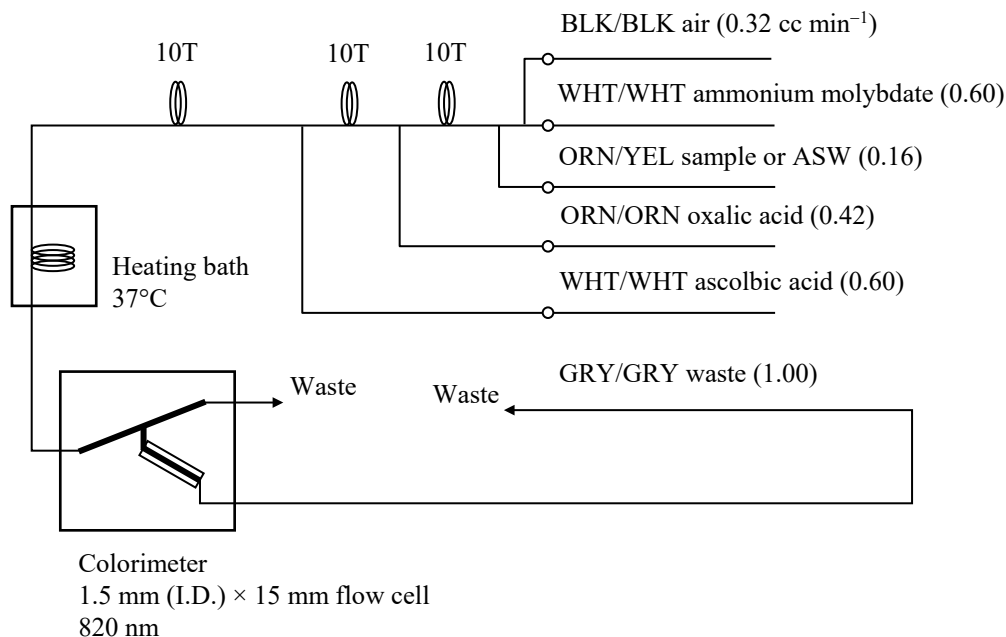 BLK/BLK air (0.32 cc min⁻¹)
10T
10T
10T
WHT/WHT ammonium molybdate (0.60)
ORN/YEL sample or ASW (0.16)
ORN/ORN oxalic acid (0.42)
Heating bath
37°C
WHT/WHT ascolbic acid (0.60)
GRY/GRY waste (1.00)
Waste
Waste
Colorimeter
1.5 mm (I.D.) × 15 mm flow cell
820 nm